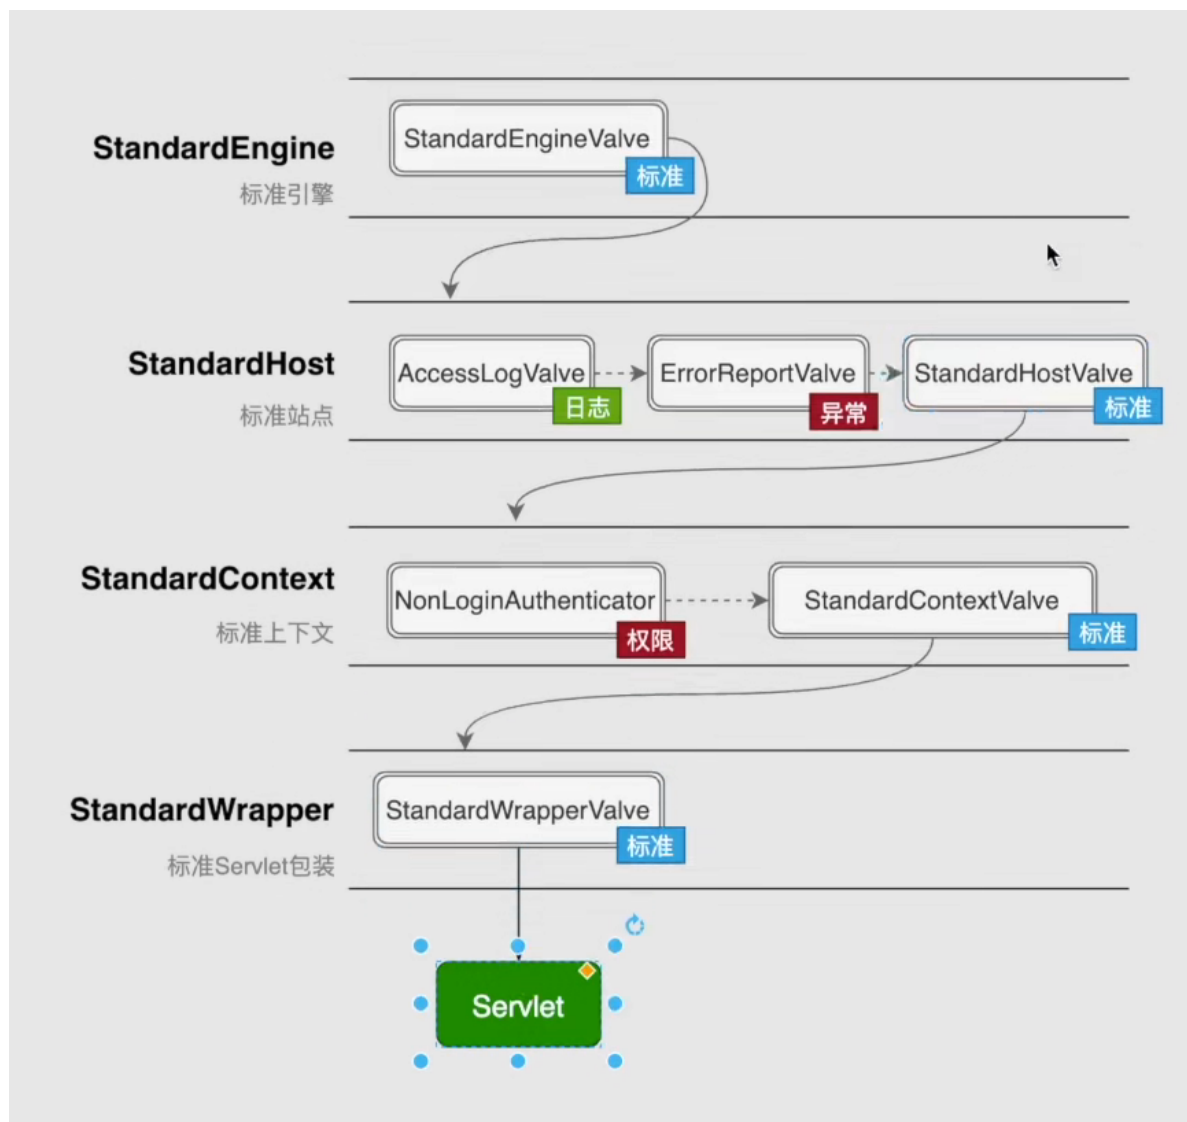 StandardEngineValve
标准
StandardEngine
标准引擎
AccessLogValve
日志
ErrorReportValve
异常
StandardHostValve
标准
StandardHost
标准站点
NonLoginAuthenticator
权限
StandardContextValve
标准
StandardContext
标准上下文
StandardWrapperValve
标准
StandardWrapper
标准Servlet包装
Servlet